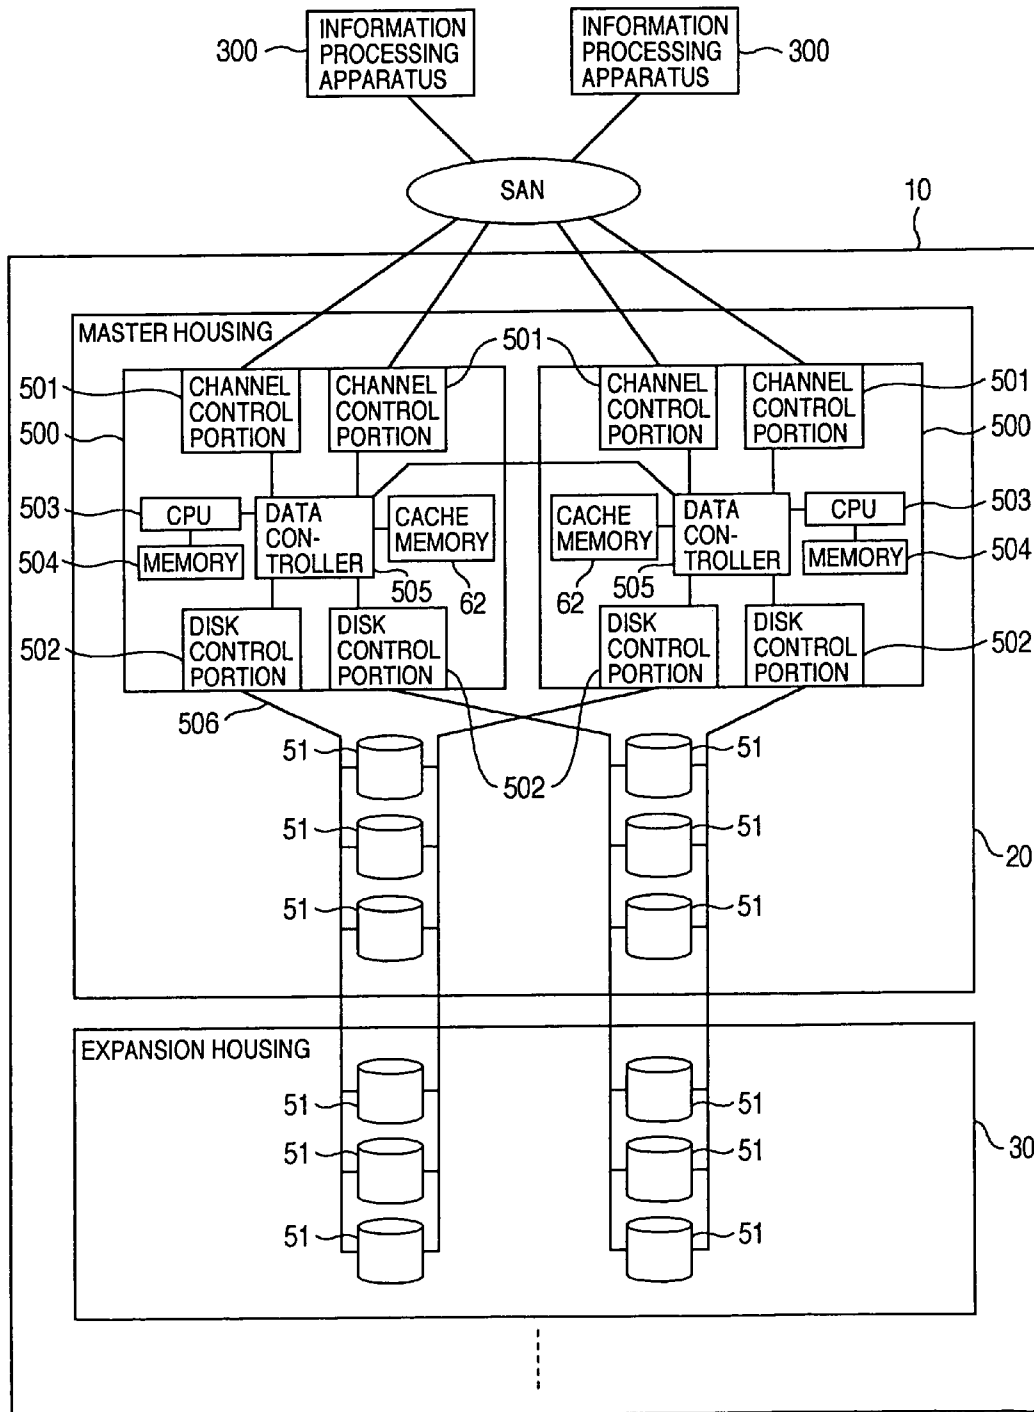 300
INFORMATION
PROCESSING
APPARATUS
INFORMATION
PROCESSING
APPARATUS
300
SAN
10
MASTER HOUSING
501
CHANNEL
CONTROL
PORTION
CHANNEL
CONTROL
PORTION
501
CHANNEL
CONTROL
PORTION
CHANNEL
CONTROL
PORTION
501
500
500
503
CPU
DATA
CON-
TROLLER
CACHE
MEMORY
CACHE
MEMORY
DATA
CON-
TROLLER
CPU
503
504
MEMORY
505
62
62
505
MEMORY
504
502
DISK
CONTROL
PORTION
DISK
CONTROL
PORTION
DISK
CONTROL
PORTION
DISK
CONTROL
PORTION
502
506
502
51
51
51
51
51
51
20
EXPANSION HOUSING
51
51
51
51
51
51
30